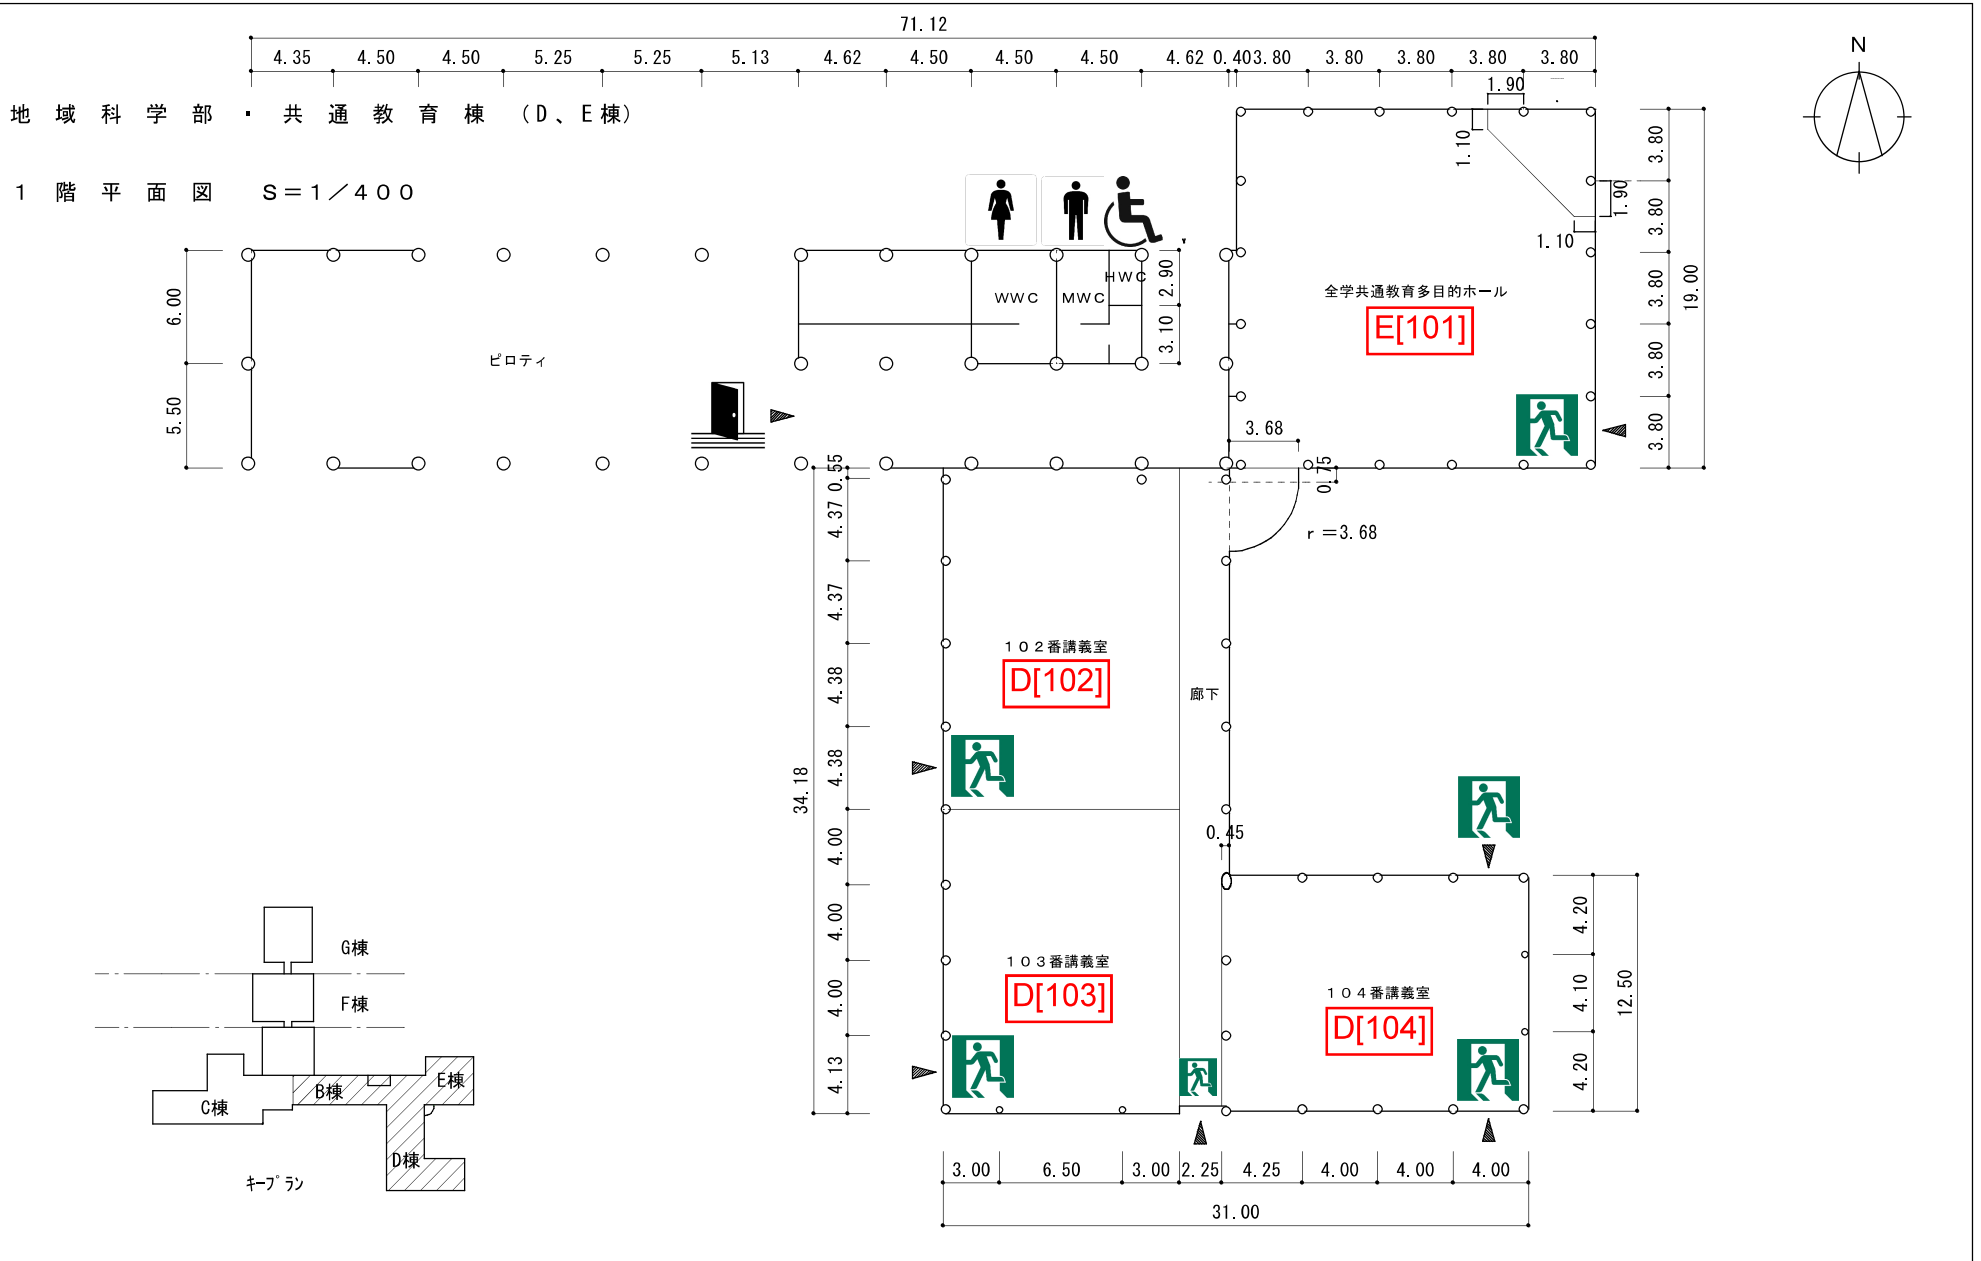 71.12
4.35 4.50 4.50 5.25 5.25 5.13 4.62 4.50 4.50 4.50 4.62 0.40 3.80 3.80 3.80 3.80 3.80
N
地域科学部・共通教育棟（D、E棟）
1階平面図 S=1/400
1.90
1.10
1.90
1.10
3.80
3.80
3.80
3.80
3.80
19.00
6.00
5.50
ピロティ
WWC
MWC
HWC
2.90
3.10
全学共通教育多目的ホール
E[101]
3.68
0.75
r=3.68
0.55
4.37
4.37
4.38
4.38
4.00
4.00
4.00
4.13
34.18
102番講義室
D[102]
廊下
0.45
103番講義室
D[103]
104番講義室
D[104]
4.20
4.10
4.20
12.50
3.00 6.50 3.00 2.25 4.25 4.00 4.00 4.00
31.00
G棟
F棟
E棟
B棟
C棟
D棟
キープラン